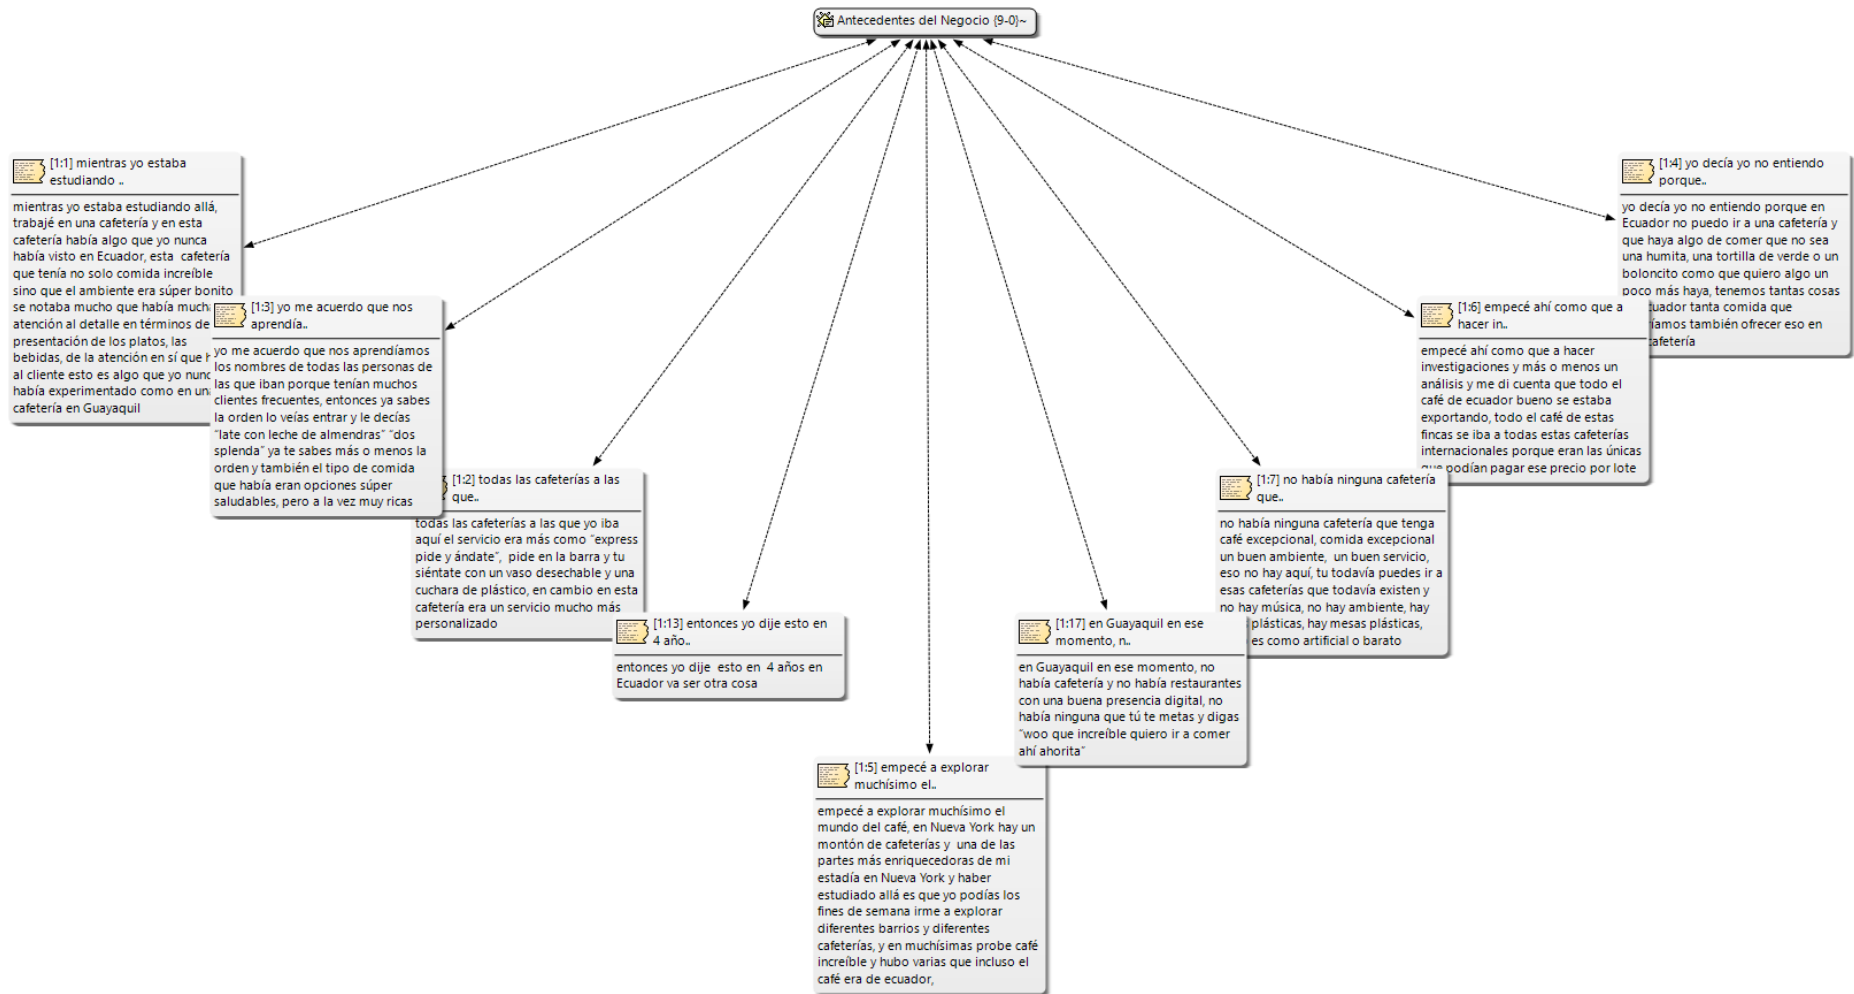 Antecedentes del Negocio {9-0}~
[1:1] mientras yo estaba
estudiando ..
mientras yo estaba estudiando allá,
trabajé en una cafetería y en esta
cafetería había algo que yo nunca
había visto en Ecuador, esta  cafetería
que tenía no solo comida increíble
sino que el ambiente era súper bonito
se notaba mucho que había much
atención al detalle en términos de
presentación de los platos, las
bebidas, de la atención en sí que h
al cliente esto es algo que yo nunc
había experimentado como en un
cafetería en Guayaquil
[1:3] yo me acuerdo que nos
aprendía..
yo me acuerdo que nos aprendíamos
los nombres de todas las personas de
las que iban porque tenían muchos
clientes frecuentes, entonces ya sabes
la orden lo veías entrar y le decías
"late con leche de almendras" "dos
splenda" ya te sabes más o menos la
orden y también el tipo de comida
que había eran opciones súper
saludables, pero a la vez muy ricas
[1:2] todas las cafeterías a las
que..
todas las cafeterías a las que yo iba
aquí el servicio era más como "express
pide y ándate",  pide en la barra y tu
siéntate con un vaso desechable y una
cuchara de plástico, en cambio en esta
cafetería era un servicio mucho más
personalizado
[1:13] entonces yo dije esto en
4 año..
entonces yo dije  esto en  4 años en
Ecuador va ser otra cosa
[1:5] empecé a explorar
muchísimo el..
empecé a explorar muchísimo el
mundo del café, en Nueva York hay un
montón de cafeterías y  una de las
partes más enriquecedoras de mi
estadía en Nueva York y haber
estudiado allá es que yo podías los
fines de semana irme a explorar
diferentes barrios y diferentes
cafeterías, y en muchísimas probe café
increíble y hubo varias que incluso el
café era de ecuador,
[1:17] en Guayaquil en ese
momento, n..
en Guayaquil en ese momento, no
había cafetería y no había restaurantes
con una buena presencia digital, no
había ninguna que tú te metas y digas
"woo que increíble quiero ir a comer
ahí ahorita"
[1:7] no había ninguna cafetería
que..
no había ninguna cafetería que tenga
café excepcional, comida excepcional
un buen ambiente,  un buen servicio,
eso no hay aquí, tu todavía puedes ir a
esas cafeterías que todavía existen y
no hay música, no hay ambiente, hay
plásticas, hay mesas plásticas,
es como artificial o barato
[1:6] empecé ahí como que a
hacer in..
empecé ahí como que a hacer
investigaciones y más o menos un
análisis y me di cuenta que todo el
café de ecuador bueno se estaba
exportando, todo el café de estas
fincas se iba a todas estas cafeterías
internacionales porque eran las únicas
que podían pagar ese precio por lote
[1:4] yo decía yo no entiendo
porque..
yo decía yo no entiendo porque en
Ecuador no puedo ir a una cafetería y
que haya algo de comer que no sea
una humita, una tortilla de verde o un
boloncito como que quiero algo un
poco más haya, tenemos tantas cosas
cuador tanta comida que
ríamos también ofrecer eso en
afetería